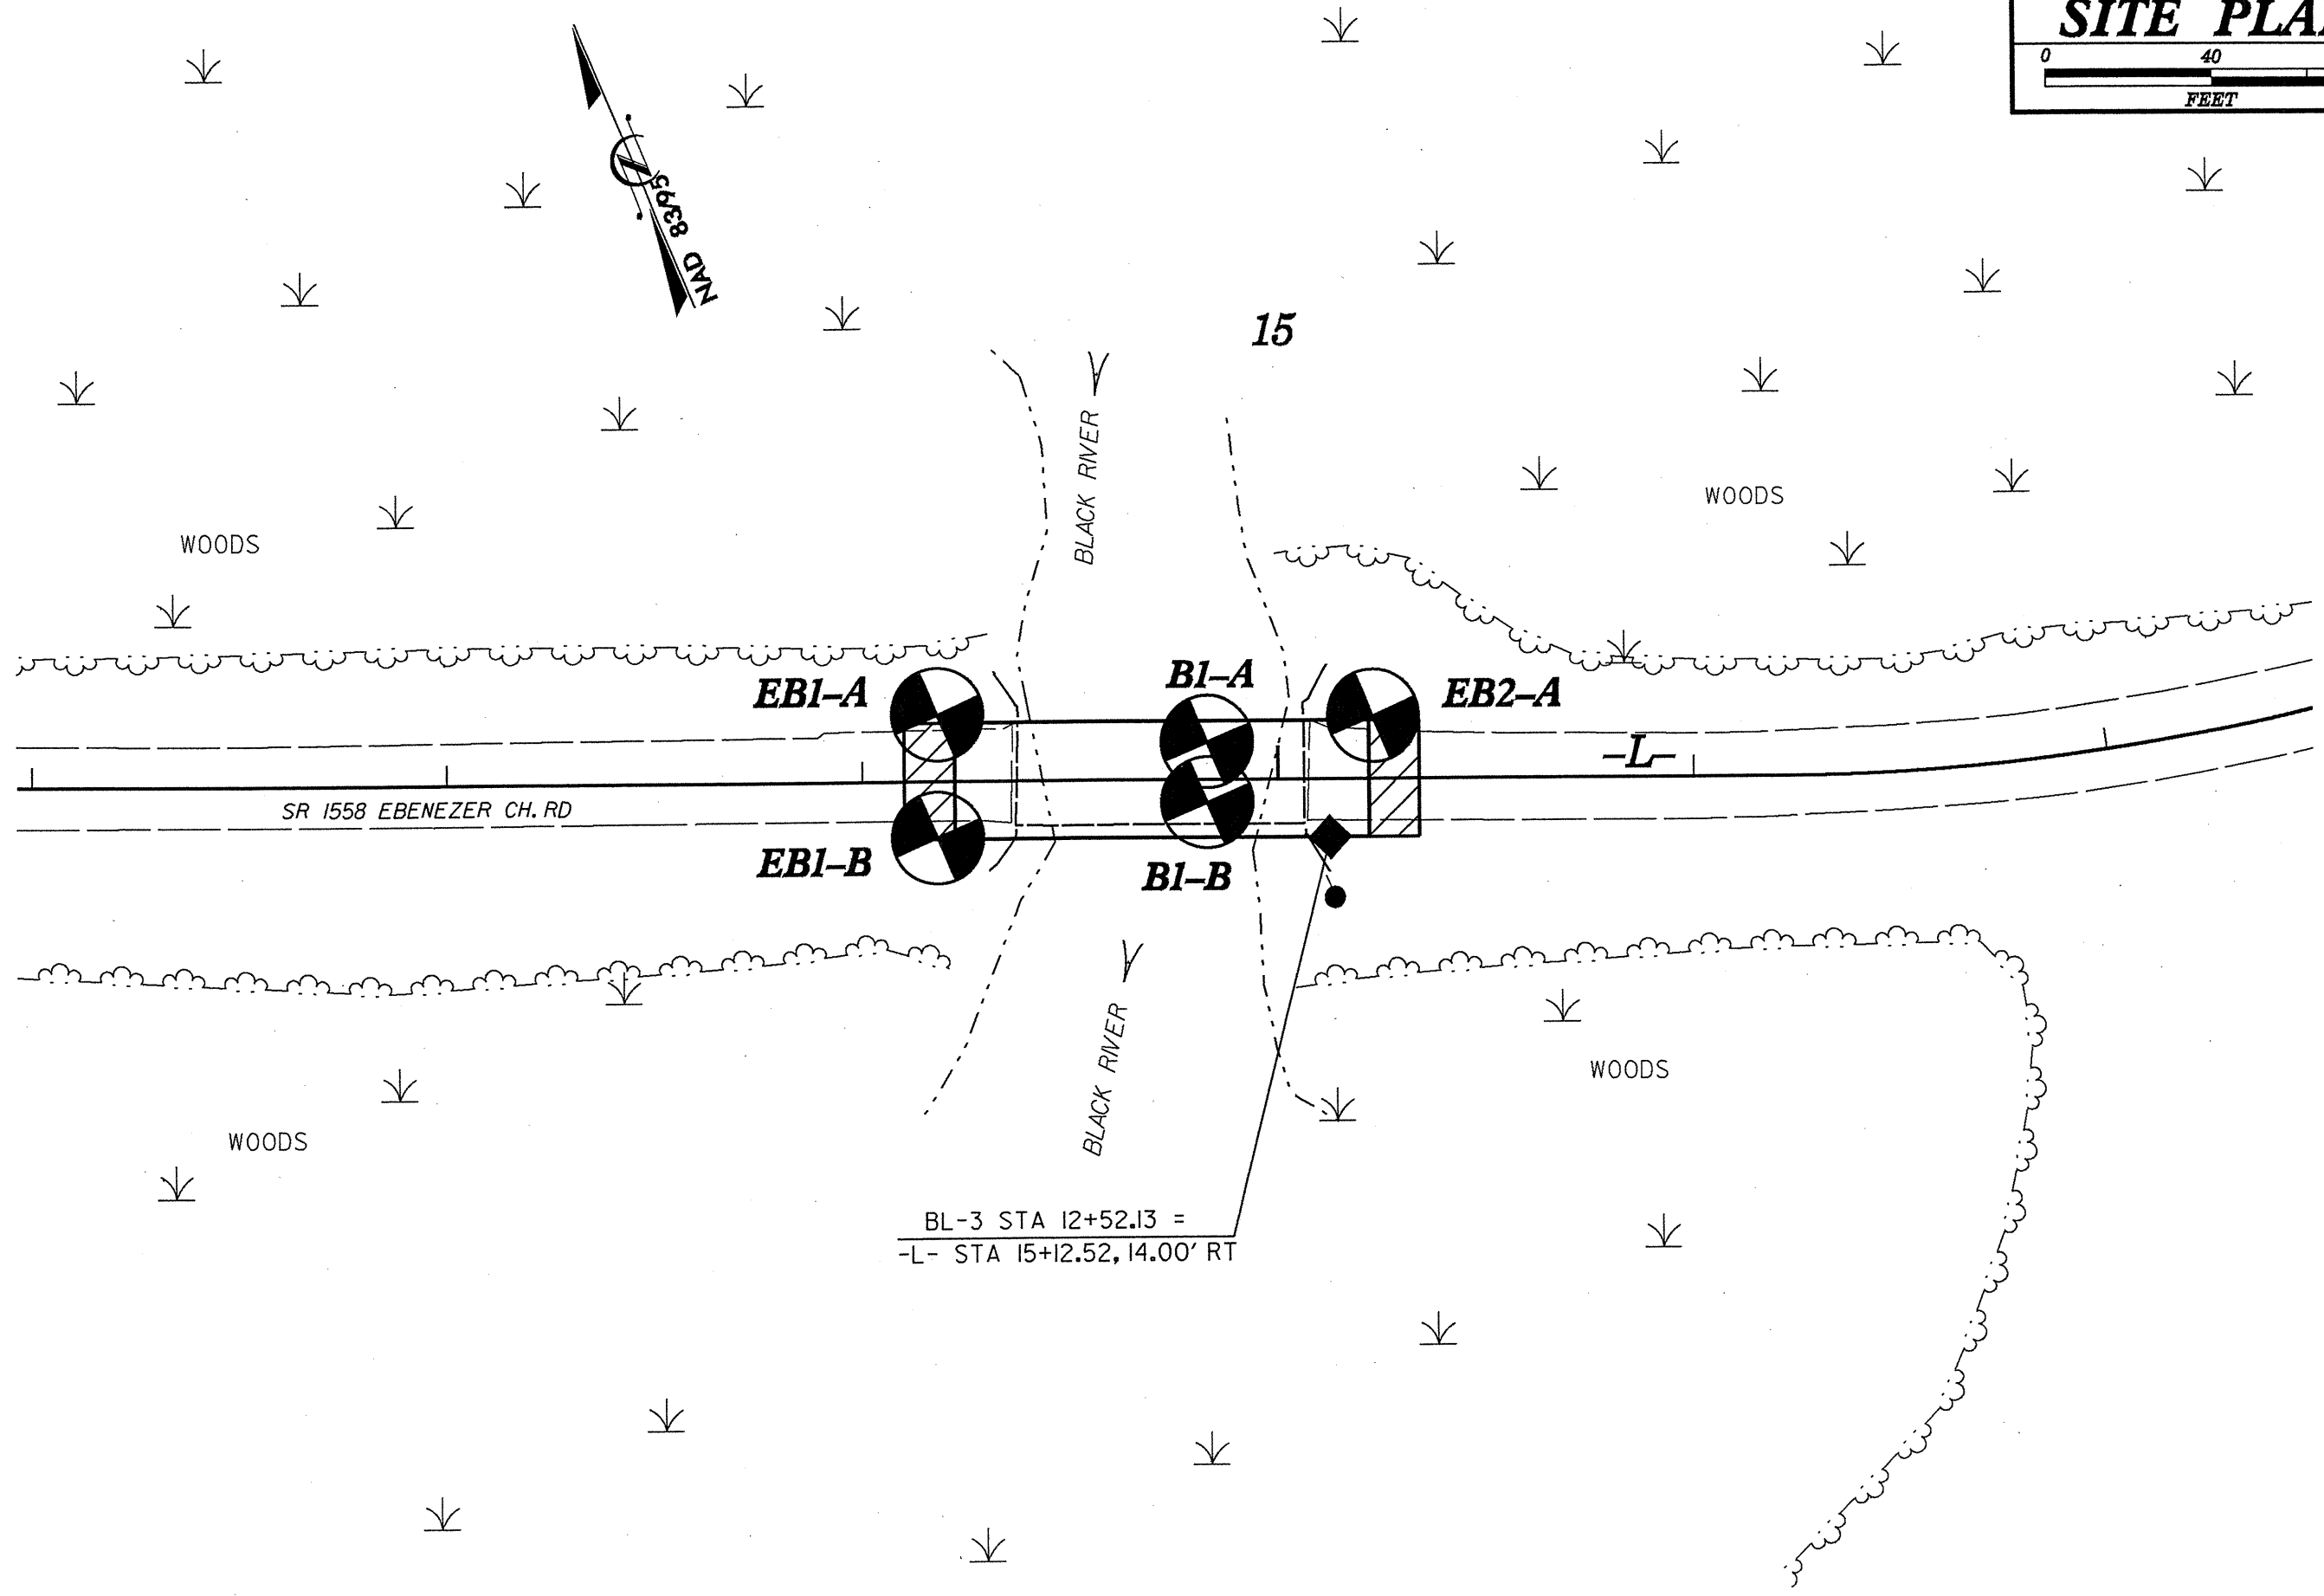 SITE PLA
0 40
FEET
NAD 83/95
15
BLACK RIVER
WOODS
WOODS
EB1-A
B1-A
EB2-A
-L-
SR 1558 EBENEZER CH. RD
EB1-B
B1-B
BLACK RIVER
WOODS
WOODS
BL-3 STA 12+52.13 =
-L- STA 15+12.52, 14.00' RT